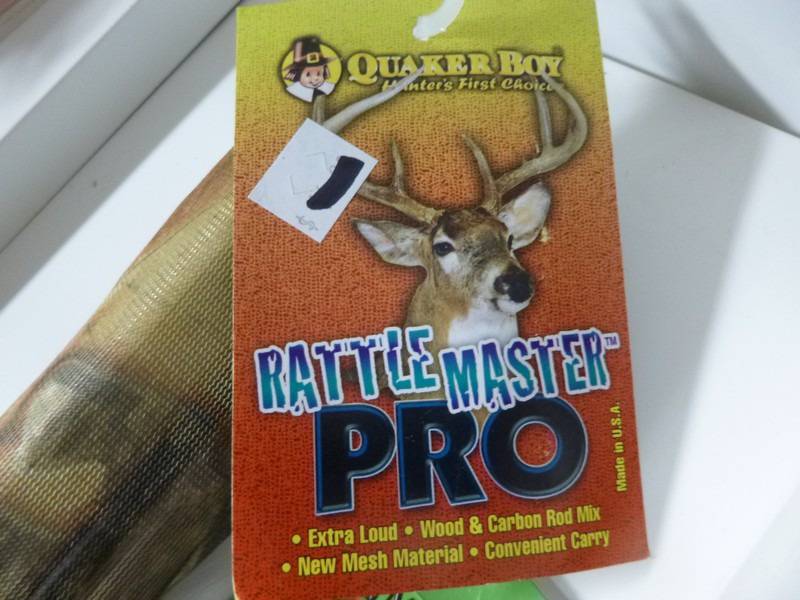 QUAKER BOY
Hunter's First Choice
RATTLE MASTER™
PRO
Made in U.S.A.
• Extra Loud • Wood & Carbon Rod Mix
• New Mesh Material • Convenient Carry